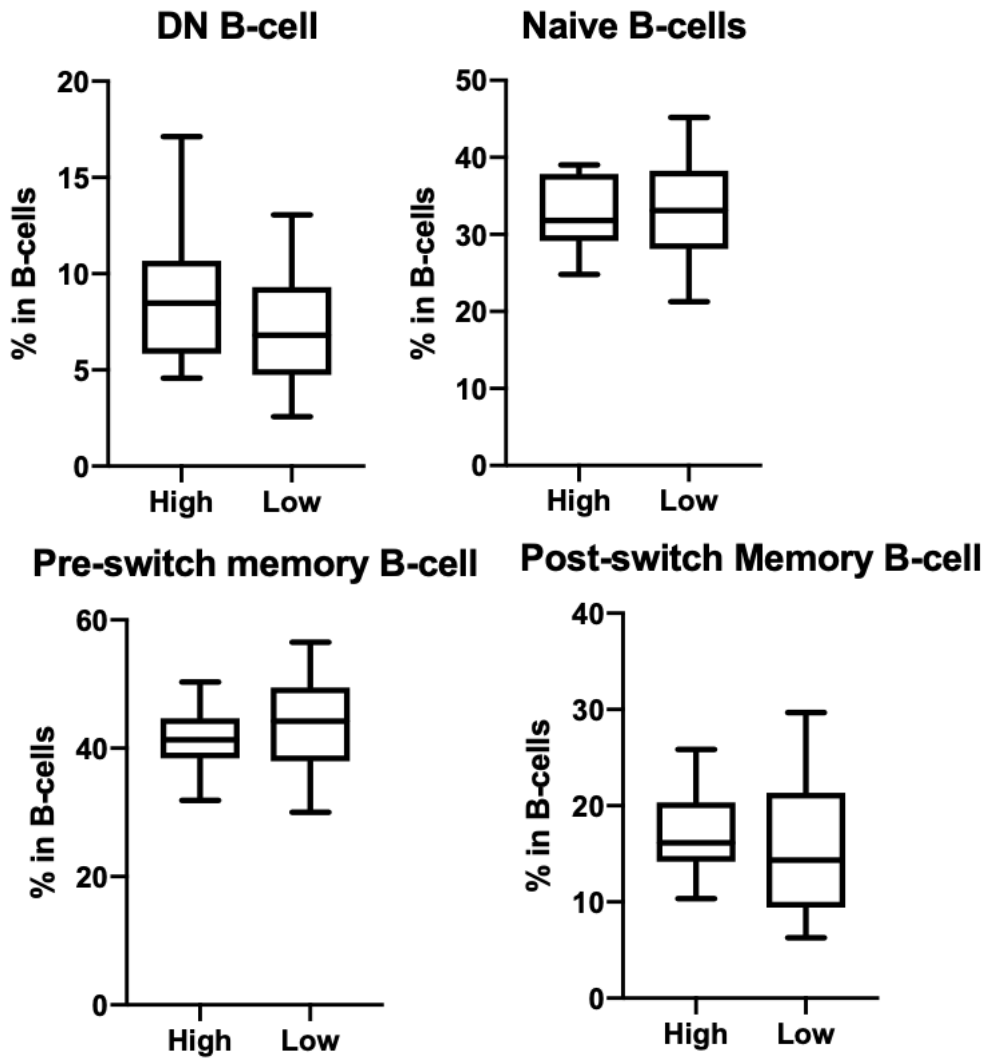 DN B-cell
20
15
10
5
0
% in B-cells
High Low
Naive B-cells
50
40
30
20
10
0
% in B-cells
High Low
Pre-switch memory B-cell
60
40
20
0
% in B-cells
High Low
Post-switch Memory B-cell
40
30
20
10
0
% in B-cells
High Low